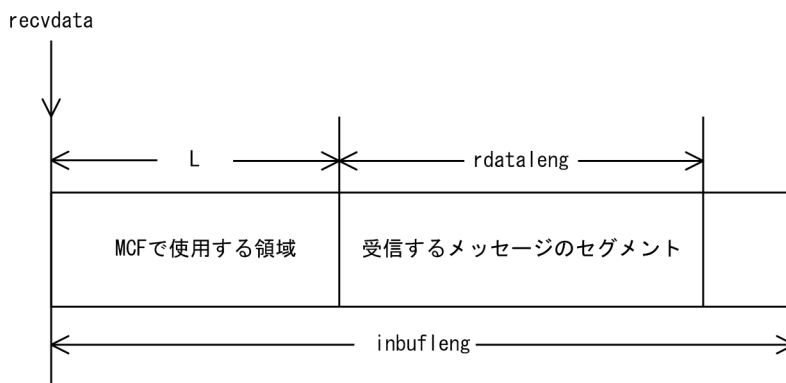 recvdata
L
rdataleng
MCFで使用する領域
受信するメッセージのセグメント
inbufleng